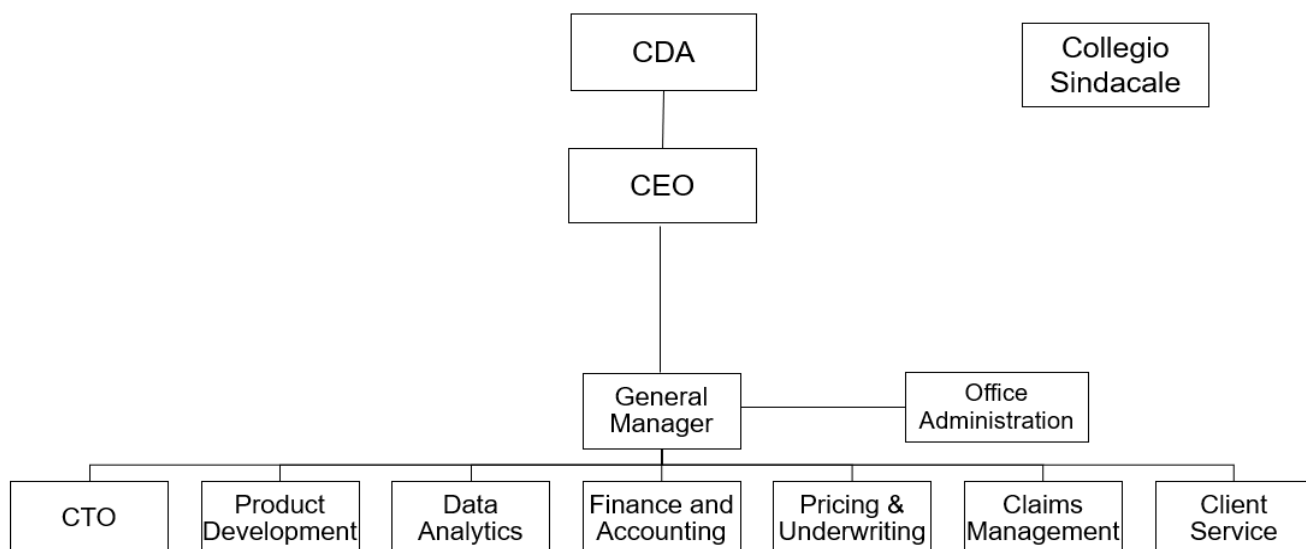 CDA
Collegio
Sindacale
CEO
General
Manager
Office
Administration
CTO
Product
Development
Data
Analytics
Finance and
Accounting
Pricing &
Underwriting
Claims
Management
Client
Service